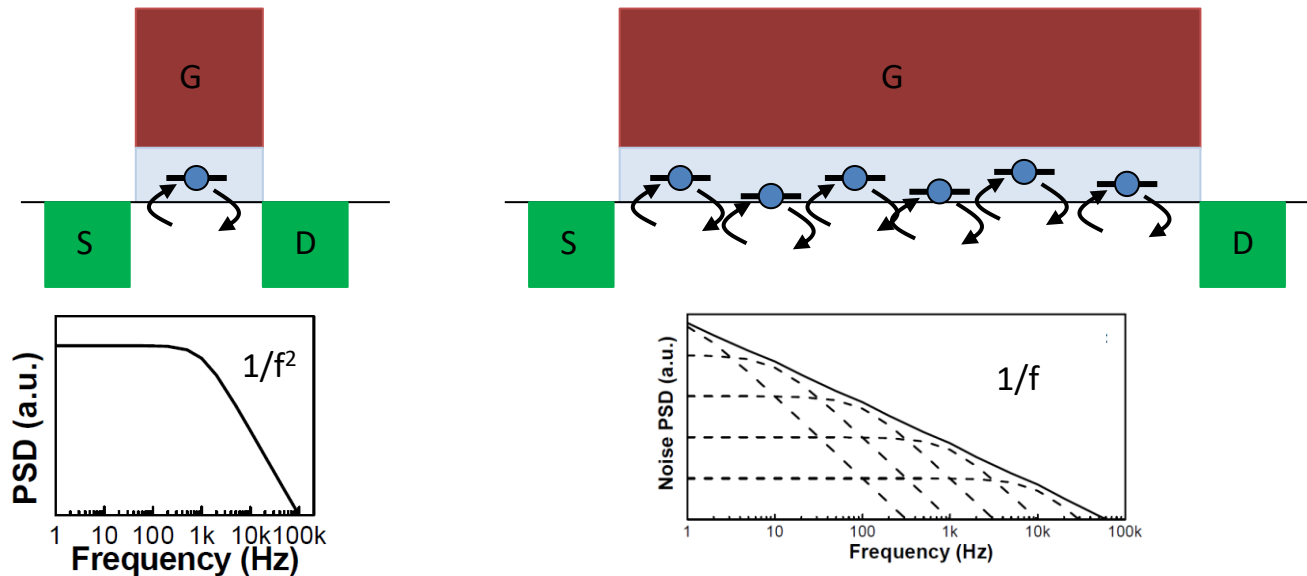 G
G
S
D
S
D
PSD (a.u.)
1/f²
1 10 100 1k 10k 100k
Frequency (Hz)
Noise PSD (a.u.)
1/f
:
1 10 100 1k 10k 100k
Frequency (Hz)